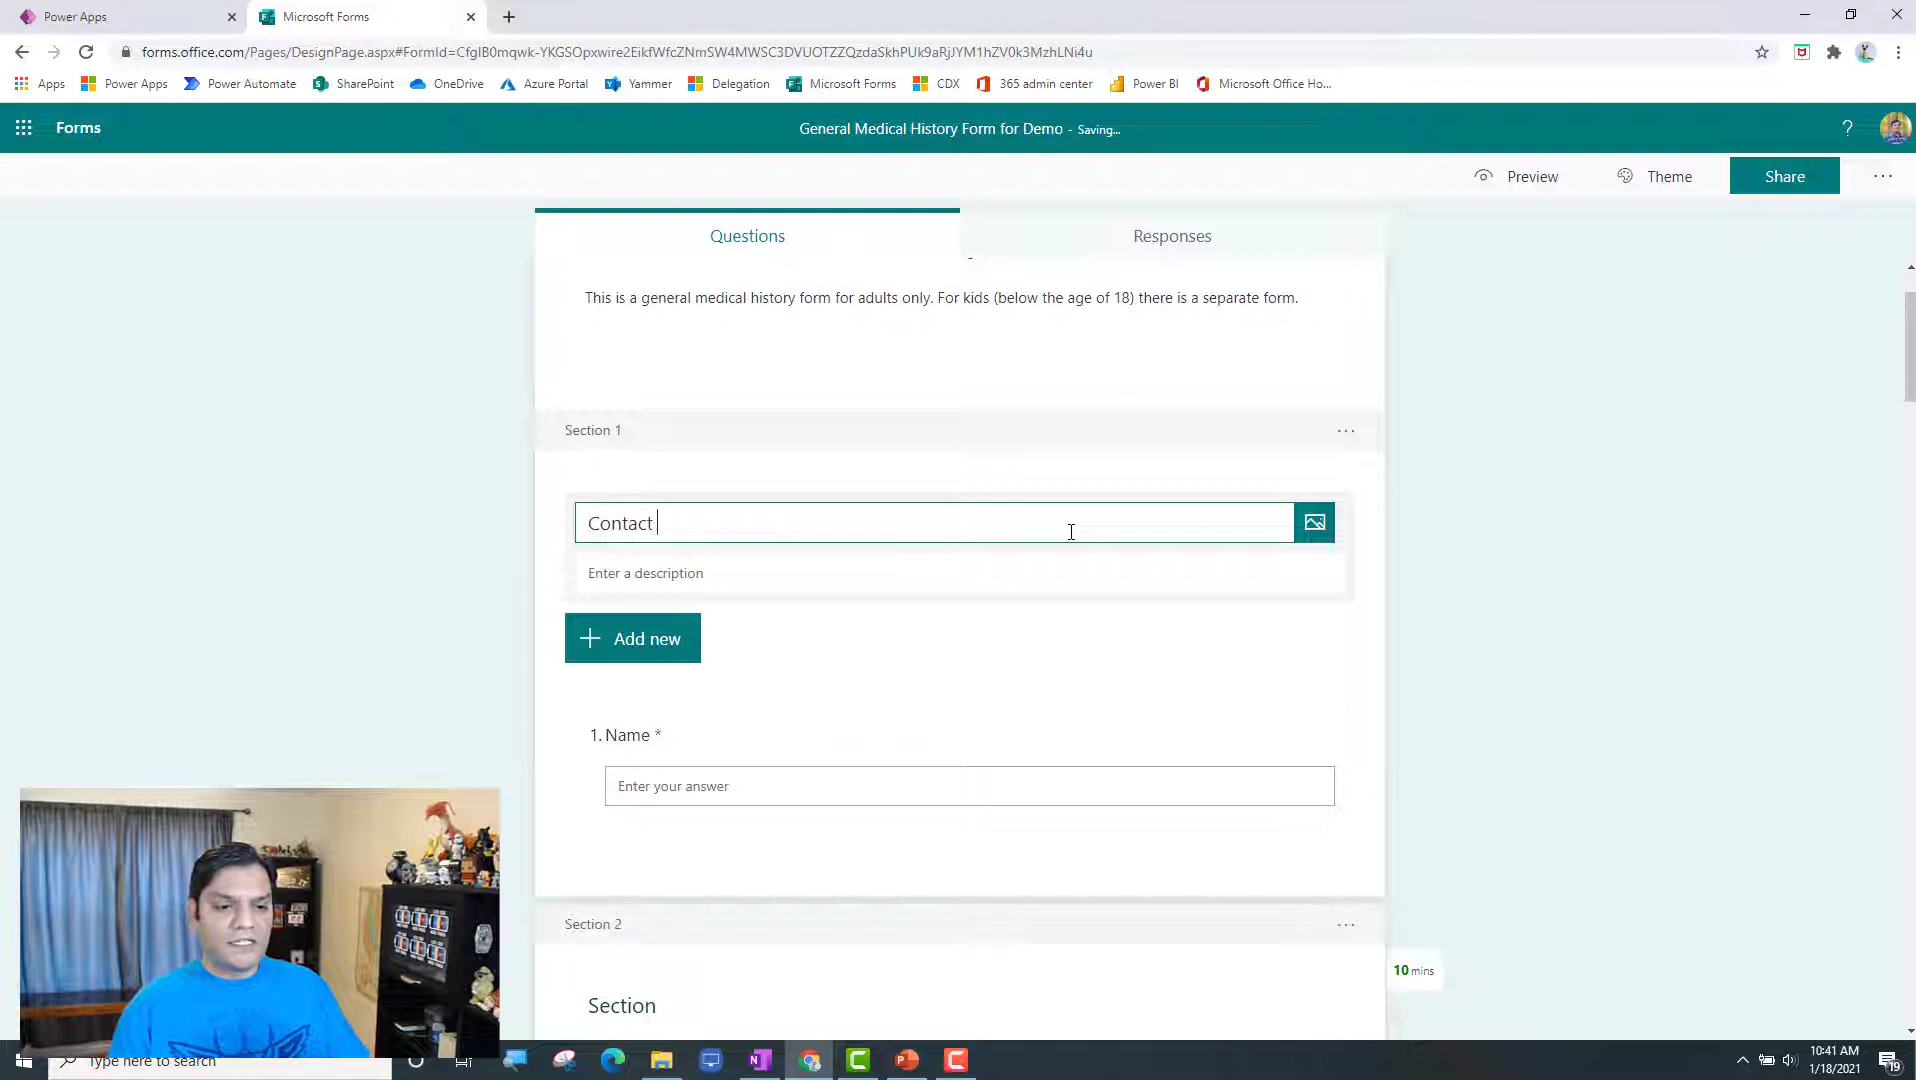 Power Apps
Microsoft Forms
forms.office.com/Pages/DesignPage.aspx#FormId=CfglB0mqwk-YKGSOpxwire2EikfWfcZNmSW4MWSC3DVUOTZZQzdaSkhPUk9aRjJYM1hZV0k3MzhLNi4u
Apps Power Apps Power Automate SharePoint OneDrive Azure Portal Yammer Delegation Microsoft Forms CDX 365 admin center Power BI Microsoft Office Ho...
Forms General Medical History Form for Demo - Saving... ?
Preview Theme Share ...
Questions Responses
This is a general medical history form for adults only. For kids (below the age of 18) there is a separate form.
Section 1 ...
Contact
Enter a description
+ Add new
1. Name *
Enter your answer
Section 2 ...
10 mins
Section
Type here to search
10:41 AM
1/18/2021
19